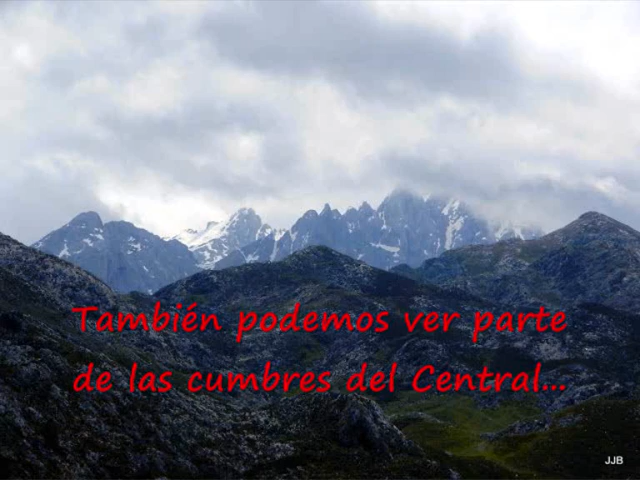 También podemos ver parte
de las cumbres del Central...
JJB